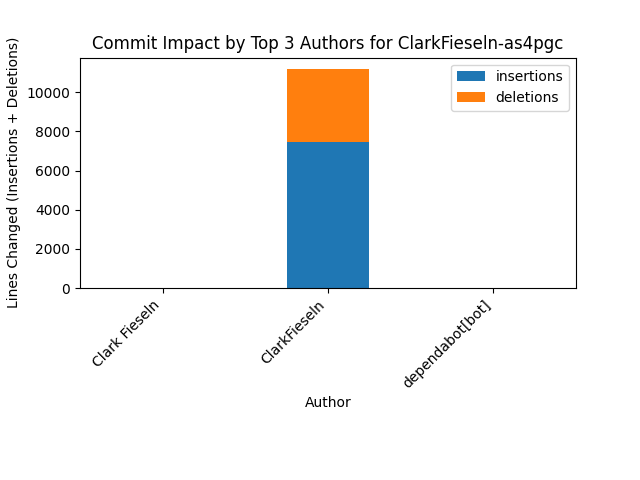 Commit Impact by Top 3 Authors for ClarkFieseln-as4pgc
Lines Changed (Insertions + Deletions)
10000
8000
6000
4000
2000
0
insertions
deletions
Clark Fieseln
ClarkFieseln
dependabot[bot]
Author